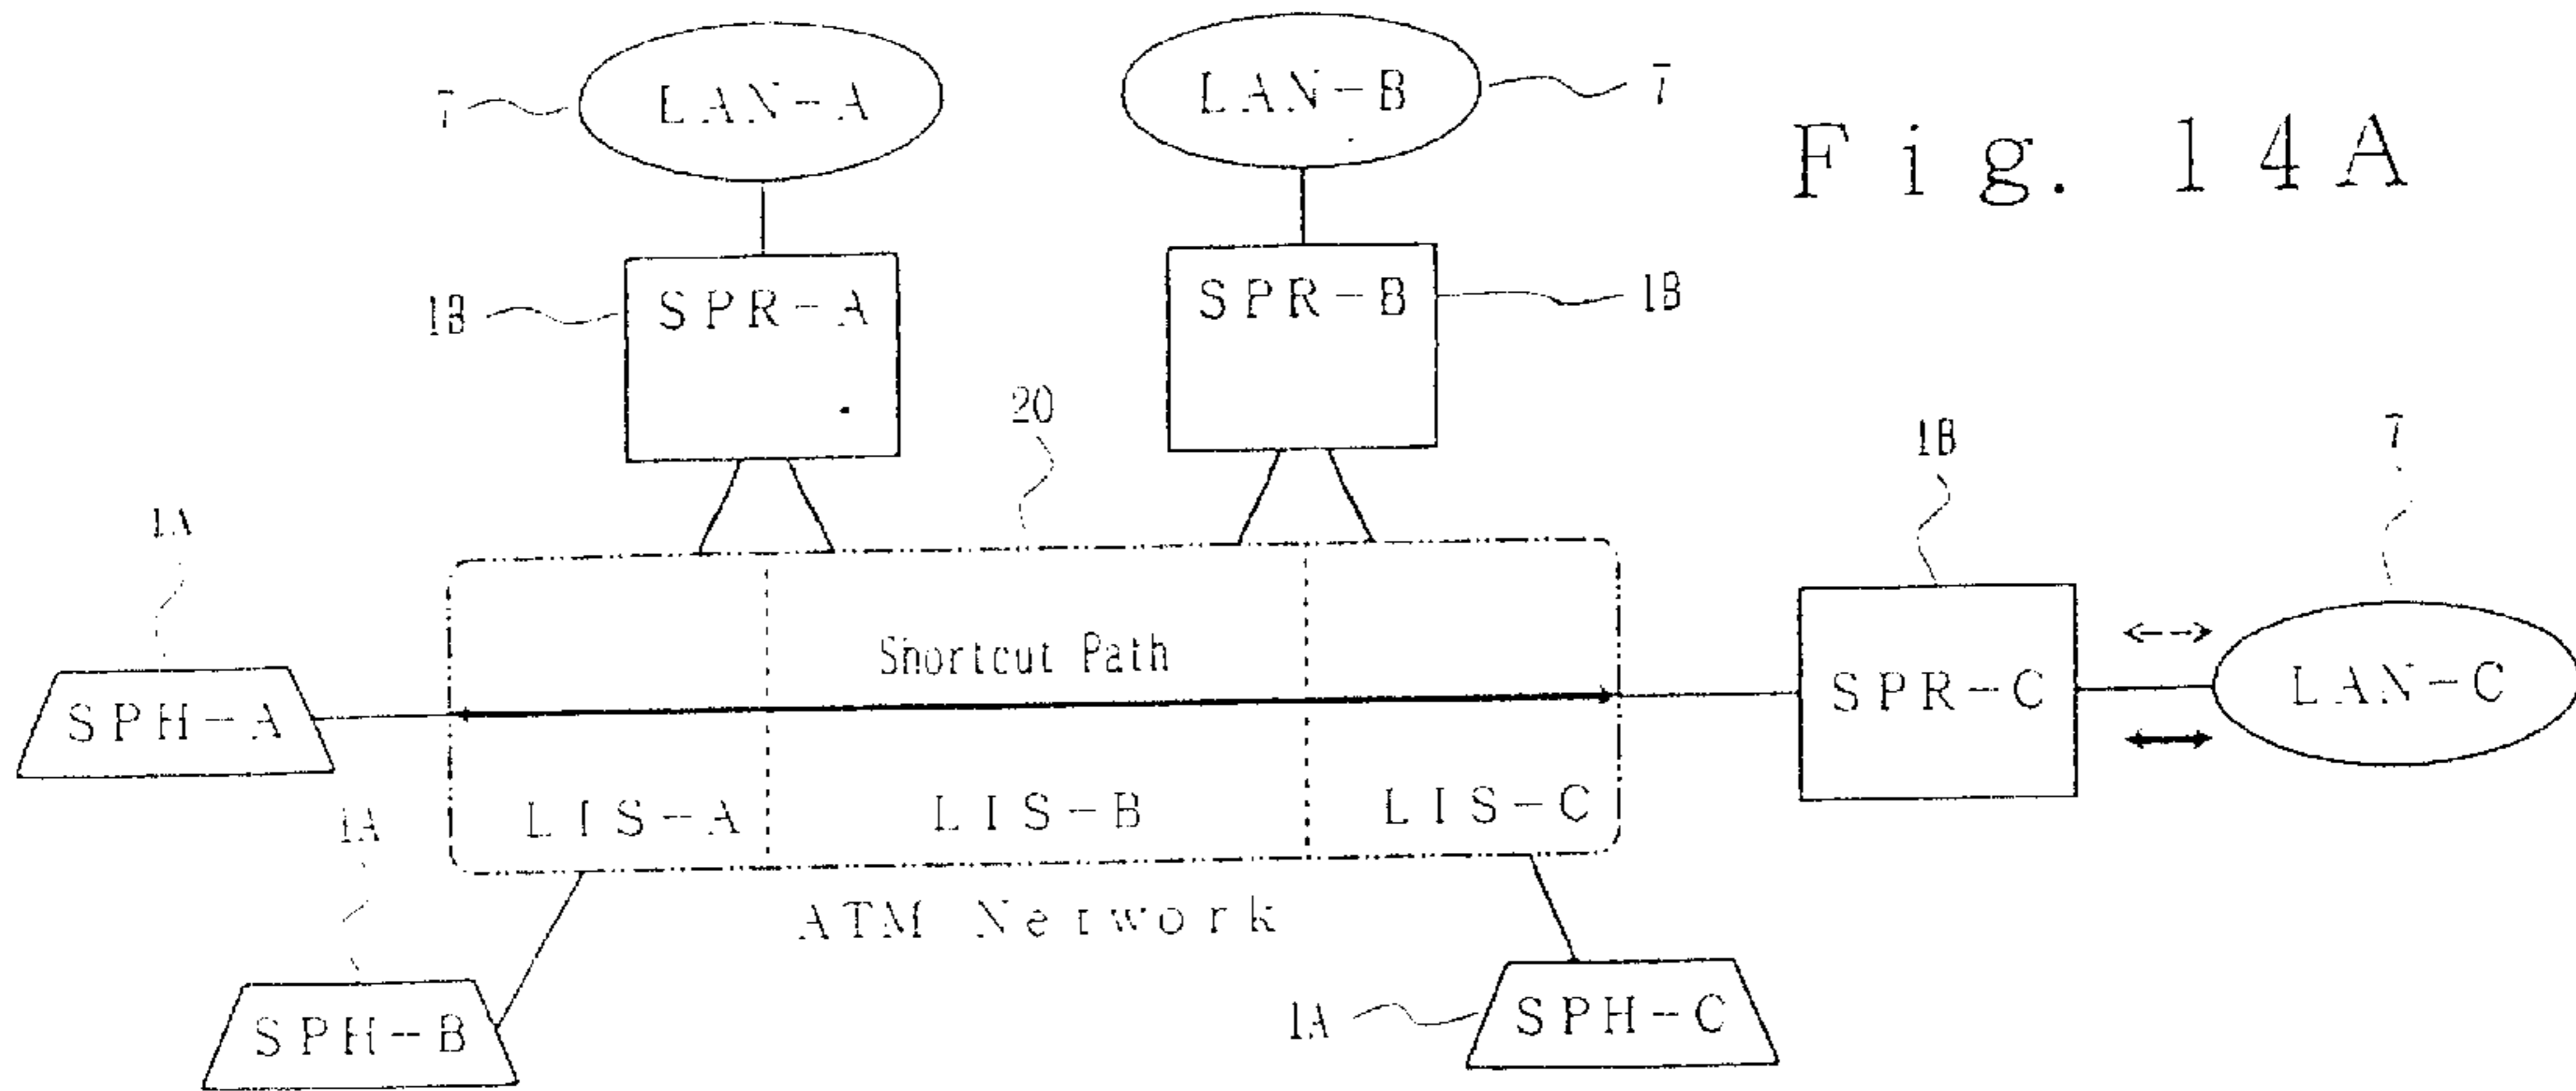 LAN-A
7
LAN-B
7
Fig. 14A
SPR-A
1B
SPR-B
1B
20
1B
7
1A
Shortcut Path
SPH-A
SPR-C
LAN-C
LIS-A
LIS-B
LIS-C
1A
ATM Network
SPH-B
1A
SPH-C